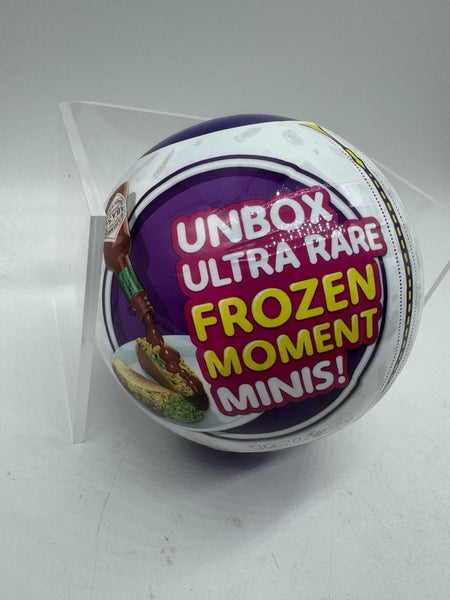 UNBOX
ULTRA RARE
FROZEN
MOMENT
MINIS!